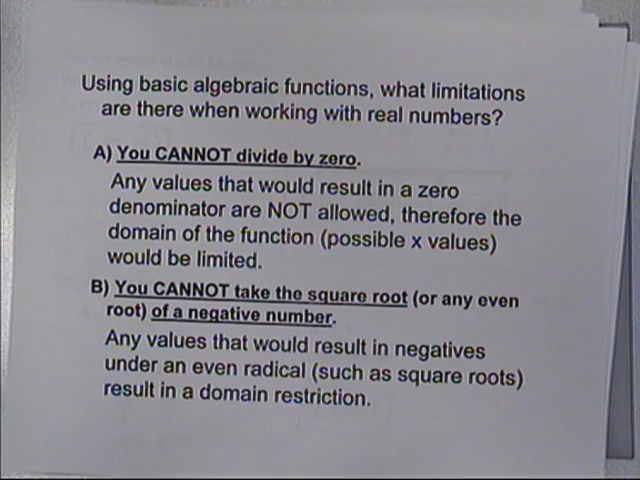 Using basic algebraic functions, what limitations
are there when working with real numbers?
A) You CANNOT divide by zero.
Any values that would result in a zero
denominator are NOT allowed, therefore the
domain of the function (possible x values)
would be limited.
B) You CANNOT take the square root (or any even
root) of a negative number.
Any values that would result in negatives
under an even radical (such as square roots)
result in a domain restriction.